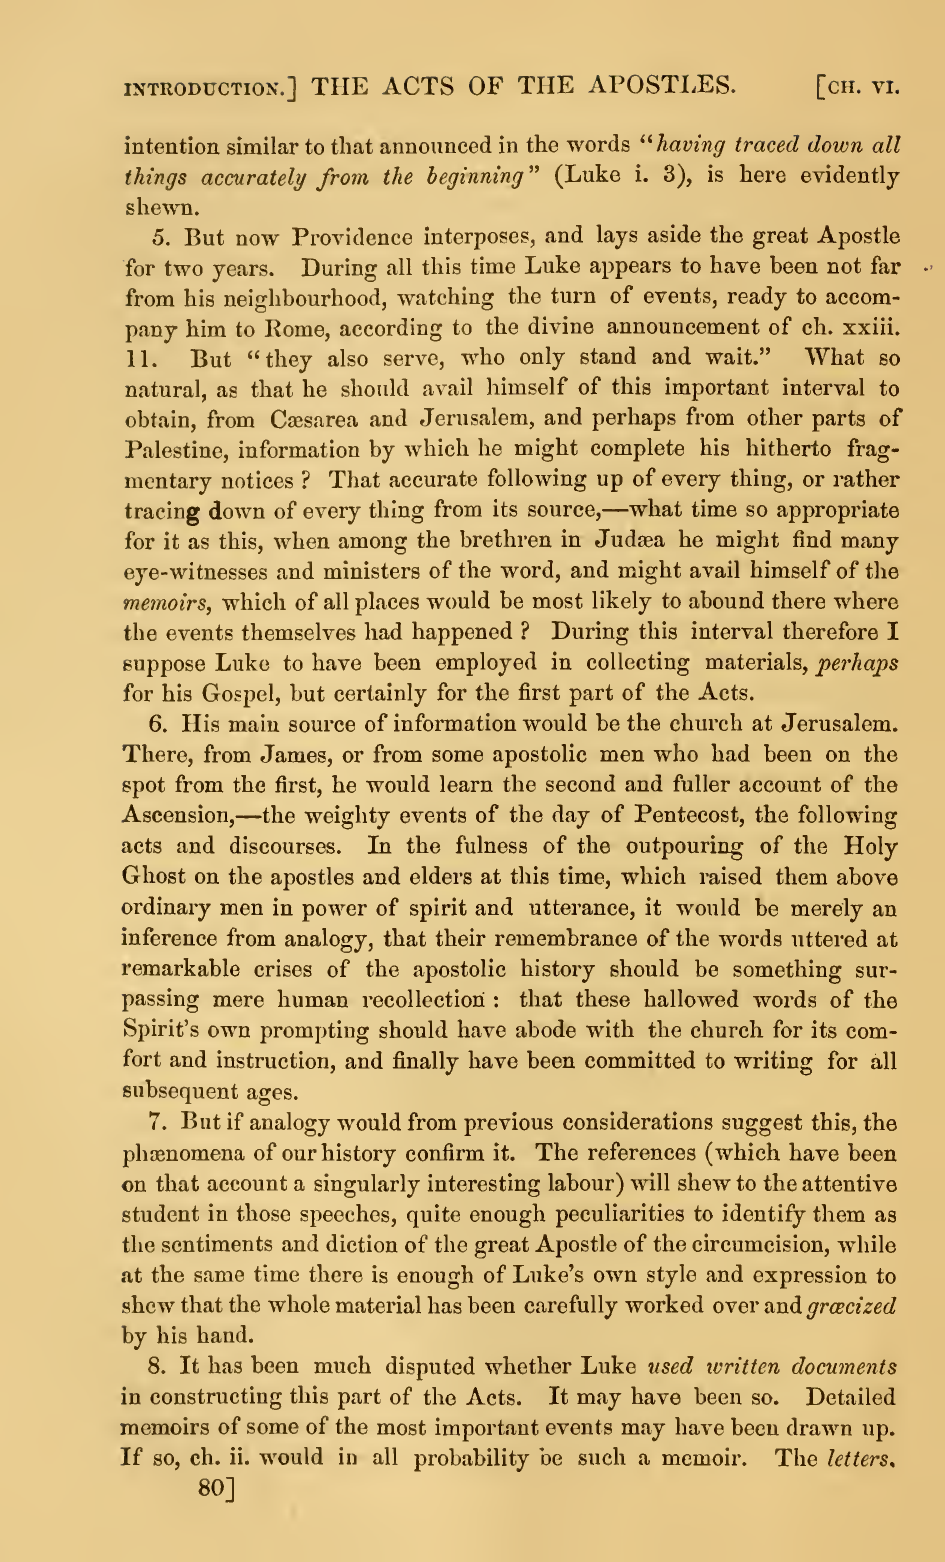 INTRODUCTION.] THE ACTS OF THE APOSTLES. [CH. VI.
intention similar to that announced in the words “having traced down all
things accurately from the beginning” (Luke i. 3), is here evidently
shewn.
5. But now Providence interposes, and lays aside the great Apostle
for two years. During all this time Luke appears to have been not far
from his neighbourhood, watching the turn of events, ready to accom-
pany him to Rome, according to the divine announcement of ch. xxiii.
11. But “they also serve, who only stand and wait.” What so
natural, as that he should avail himself of this important interval to
obtain, from Cæsarea and Jerusalem, and perhaps from other parts of
Palestine, information by which he might complete his hitherto frag-
mentary notices ? That accurate following up of every thing, or rather
tracing down of every thing from its source,—what time so appropriate
for it as this, when among the brethren in Judæa he might find many
eye-witnesses and ministers of the word, and might avail himself of the
memoirs, which of all places would be most likely to abound there where
the events themselves had happened ? During this interval therefore I
suppose Luke to have been employed in collecting materials, perhaps
for his Gospel, but certainly for the first part of the Acts.
6. His main source of information would be the church at Jerusalem.
There, from James, or from some apostolic men who had been on the
spot from the first, he would learn the second and fuller account of the
Ascension,—the weighty events of the day of Pentecost, the following
acts and discourses. In the fulness of the outpouring of the Holy
Ghost on the apostles and elders at this time, which raised them above
ordinary men in power of spirit and utterance, it would be merely an
inference from analogy, that their remembrance of the words uttered at
remarkable crises of the apostolic history should be something sur-
passing mere human recollection : that these hallowed words of the
Spirit’s own prompting should have abode with the church for its com-
fort and instruction, and finally have been committed to writing for all
subsequent ages.
7. But if analogy would from previous considerations suggest this, the
phænomena of our history confirm it. The references (which have been
on that account a singularly interesting labour) will shew to the attentive
student in those speeches, quite enough peculiarities to identify them as
the sentiments and diction of the great Apostle of the circumcision, while
at the same time there is enough of Luke’s own style and expression to
shew that the whole material has been carefully worked over and græcized
by his hand.
8. It has been much disputed whether Luke used written documents
in constructing this part of the Acts. It may have been so. Detailed
memoirs of some of the most important events may have been drawn up.
If so, ch. ii. would in all probability be such a memoir. The letters,
80]